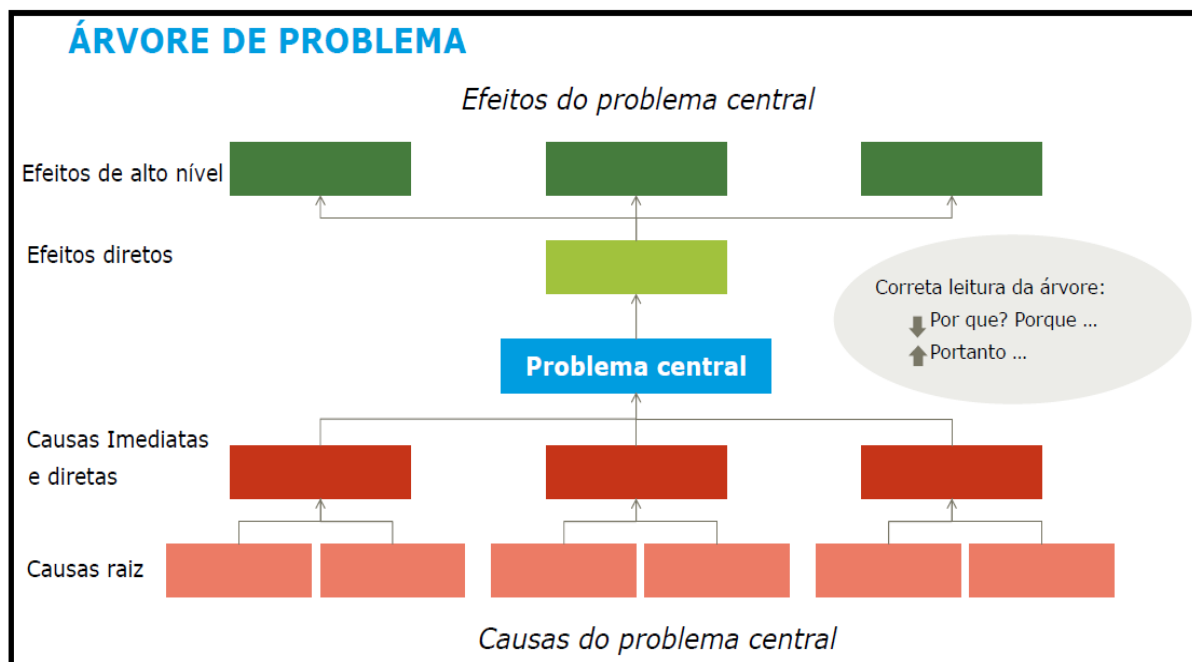 ÁRVORE DE PROBLEMA
Efeitos do problema central
Efeitos de alto nível
Efeitos diretos
Correta leitura da árvore:
Por que? Porque ...
Portanto ...
Problema central
Causas Imediatas
e diretas
Causas raiz
Causas do problema central